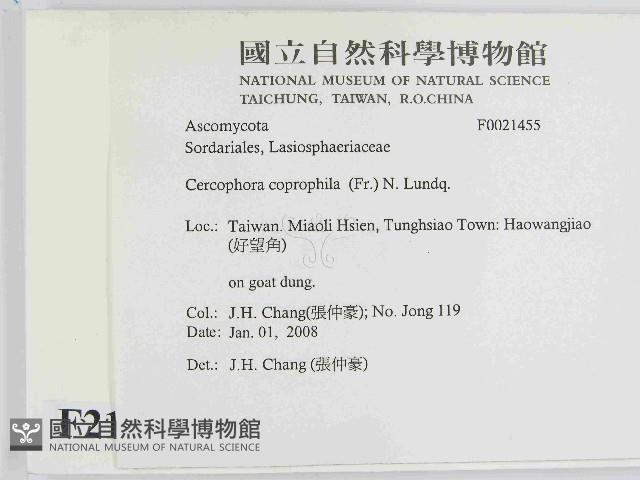 國立自然科學博物館
NATIONAL MUSEUM OF NATURAL SCIENCE
TAICHUNG, TAIWAN, R.O.CHINA
Ascomycota F0021455
Sordariales, Lasiosphaeriaceae
Cercophora coprophila (Fr.) N. Lundq.
Loc.: Taiwan. Miaoli Hsien, Tunghsiao Town: Haowangjiao
(好望角)
on goat dung.
Col.: J.H. Chang(張仲豪); No. Jong 119
Date: Jan. 01, 2008
Det.: J.H. Chang (張仲豪)
F21
國立自然科學博物館
NATIONAL MUSEUM OF NATURAL SCIENCE